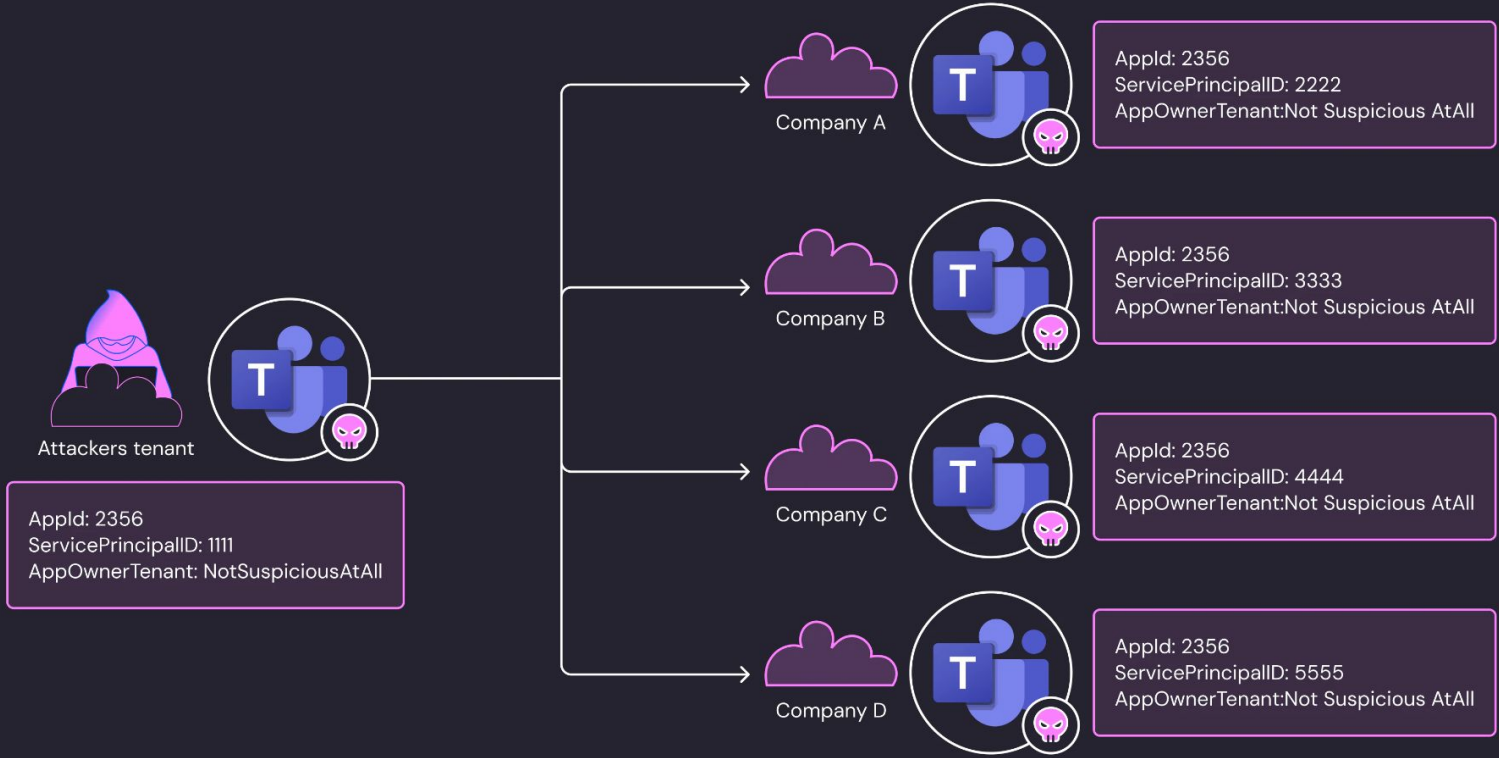 T
Company A
AppId: 2356
ServicePrincipalID: 2222
AppOwnerTenant:Not Suspicious AtAll
T
Company B
AppId: 2356
ServicePrincipalID: 3333
AppOwnerTenant:Not Suspicious AtAll
T
Attackers tenant
AppId: 2356
ServicePrincipalID: 1111
AppOwnerTenant: NotSuspiciousAtAll
T
Company C
AppId: 2356
ServicePrincipalID: 4444
AppOwnerTenant:Not Suspicious AtAll
T
Company D
AppId: 2356
ServicePrincipalID: 5555
AppOwnerTenant:Not Suspicious AtAll